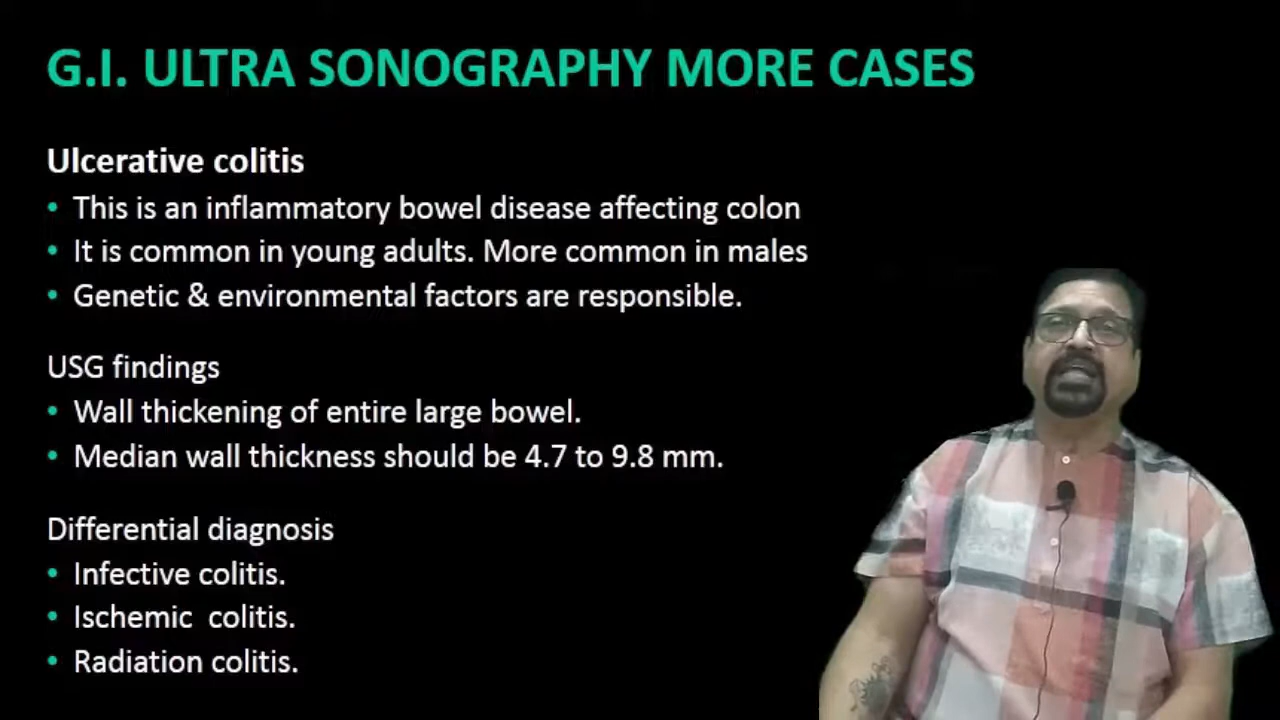 G.I. ULTRA SONOGRAPHY MORE CASES
Ulcerative colitis
• This is an inflammatory bowel disease affecting colon
• It is common in young adults. More common in males
• Genetic & environmental factors are responsible.
USG findings
• Wall thickening of entire large bowel.
• Median wall thickness should be 4.7 to 9.8 mm.
Differential diagnosis
• Infective colitis.
• Ischemic  colitis.
• Radiation colitis.